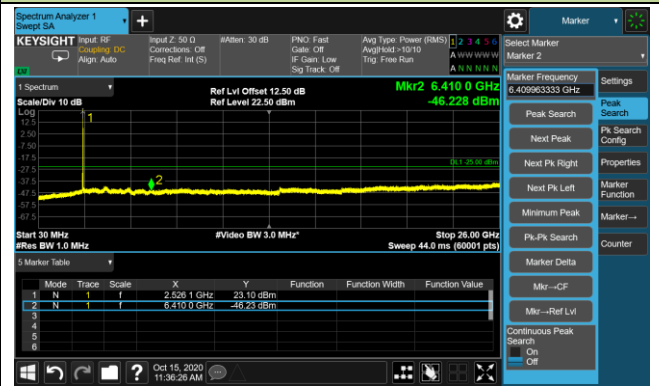 Spectrum Analyzer 1
Swept SA
Marker
KEYSIGHT
Input: RF
Coupling: DC
Align: Auto
Input Z: 50 Ω
Corrections: Off
Freq Ref: Int (S)
#Atten: 30 dB
PNO: Fast
Gate: Off
IF Gain: Low
Sig Track: Off
Avg Type: Power (RMS)
Avg|Hold:>10/10
Trig: Free Run
1 2 3 4 5 6
A W W W W W
A N N N N N
LXI
Select Marker
Marker 2
1 Spectrum
Scale/Div 10 dB
Ref Lvl Offset 12.50 dB
Ref Level 22.50 dBm
Mkr2 6.410 0 GHz
-46.228 dBm
Log
12.5
2.50
-7.50
-17.5
-27.5
-37.5
-47.5
-57.5
-67.5
1
2
DL1 -25.00 dBm
Start 30 MHz
#Res BW 1.0 MHz
#Video BW 3.0 MHz*
Stop 26.00 GHz
Sweep 44.0 ms (60001 pts)
5 Marker Table
Mode Trace Scale X Y Function Function Width Function Value
1 N 1 f 2.526 1 GHz 23.10 dBm
2 N 1 f 6.410 0 GHz -46.23 dBm
3
4
5
6
Marker Frequency
6.409963333 GHz
Peak Search
Next Peak
Next Pk Right
Next Pk Left
Minimum Peak
Pk-Pk Search
Marker Delta
Mkr→CF
Mkr→Ref Lvl
Continuous Peak
Search
On
Off
Settings
Peak
Search
Pk Search
Config
Properties
Marker
Function
Marker→
Counter
Oct 15, 2020
11:36:26 AM